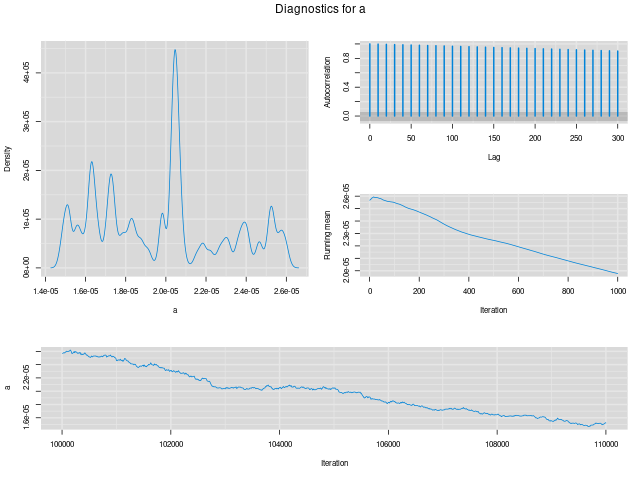 Diagnostics for a
Density
0e+00
1e+05
2e+05
3e+05
4e+05
1.4e-05 1.6e-05 1.8e-05 2.0e-05 2.2e-05 2.4e-05 2.6e-05
a
Autocorrelation
0.0
0.4
0.8
0 50 100 150 200 250 300
Lag
Running mean
2.0e-05
2.3e-05
2.6e-05
0 200 400 600 800 1000
Iteration
a
1.6e-05
2.2e-05
100000 102000 104000 106000 108000 110000
Iteration